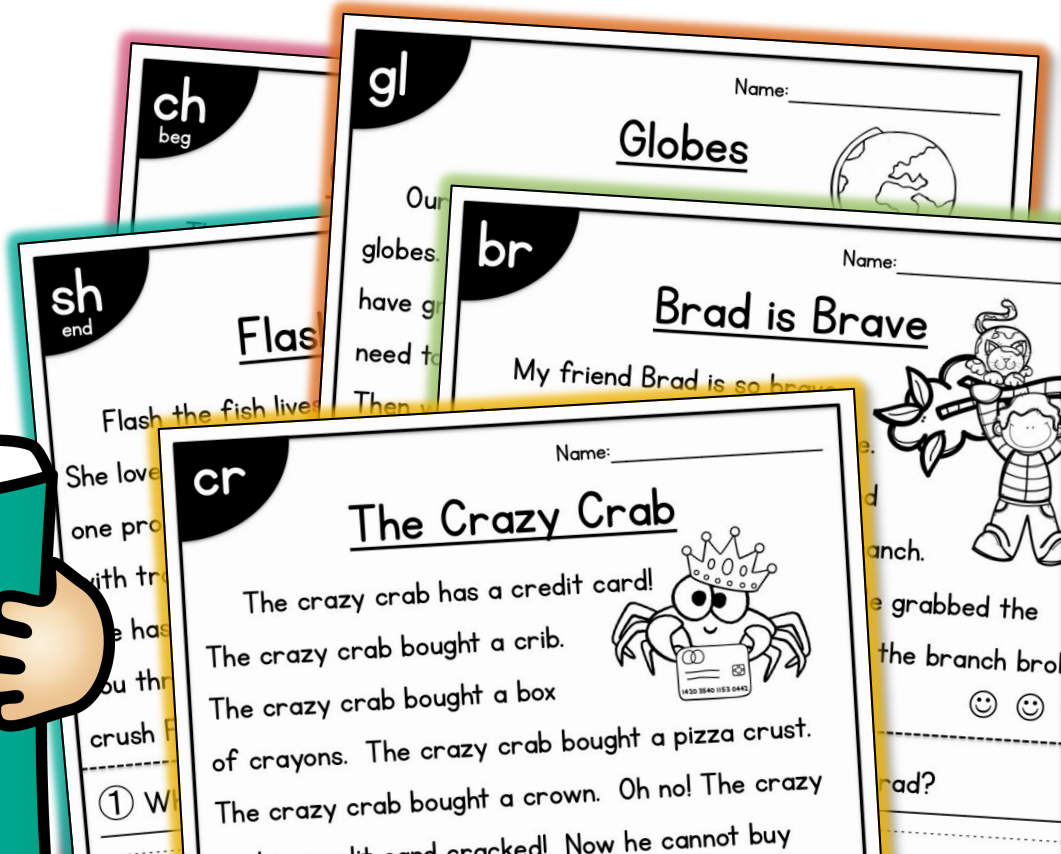 ch
beg
gl
Name:
Globes
Our
globes.
have
need
Then
sh
end
Flash the fish lives
She
one
crush
1
br
Name:
Brad is Brave
My friend Brad is so brave
grabbed the
the branch
cr
Name:
The Crazy Crab
The crazy crab has a credit card!
The crazy crab bought a crib.
The crazy crab bought a box
of crayons. The crazy crab bought a pizza crust.
The crazy crab bought a crown. Oh no! The crazy
cracked! Now he cannot buy
1420 3540 1153 0442